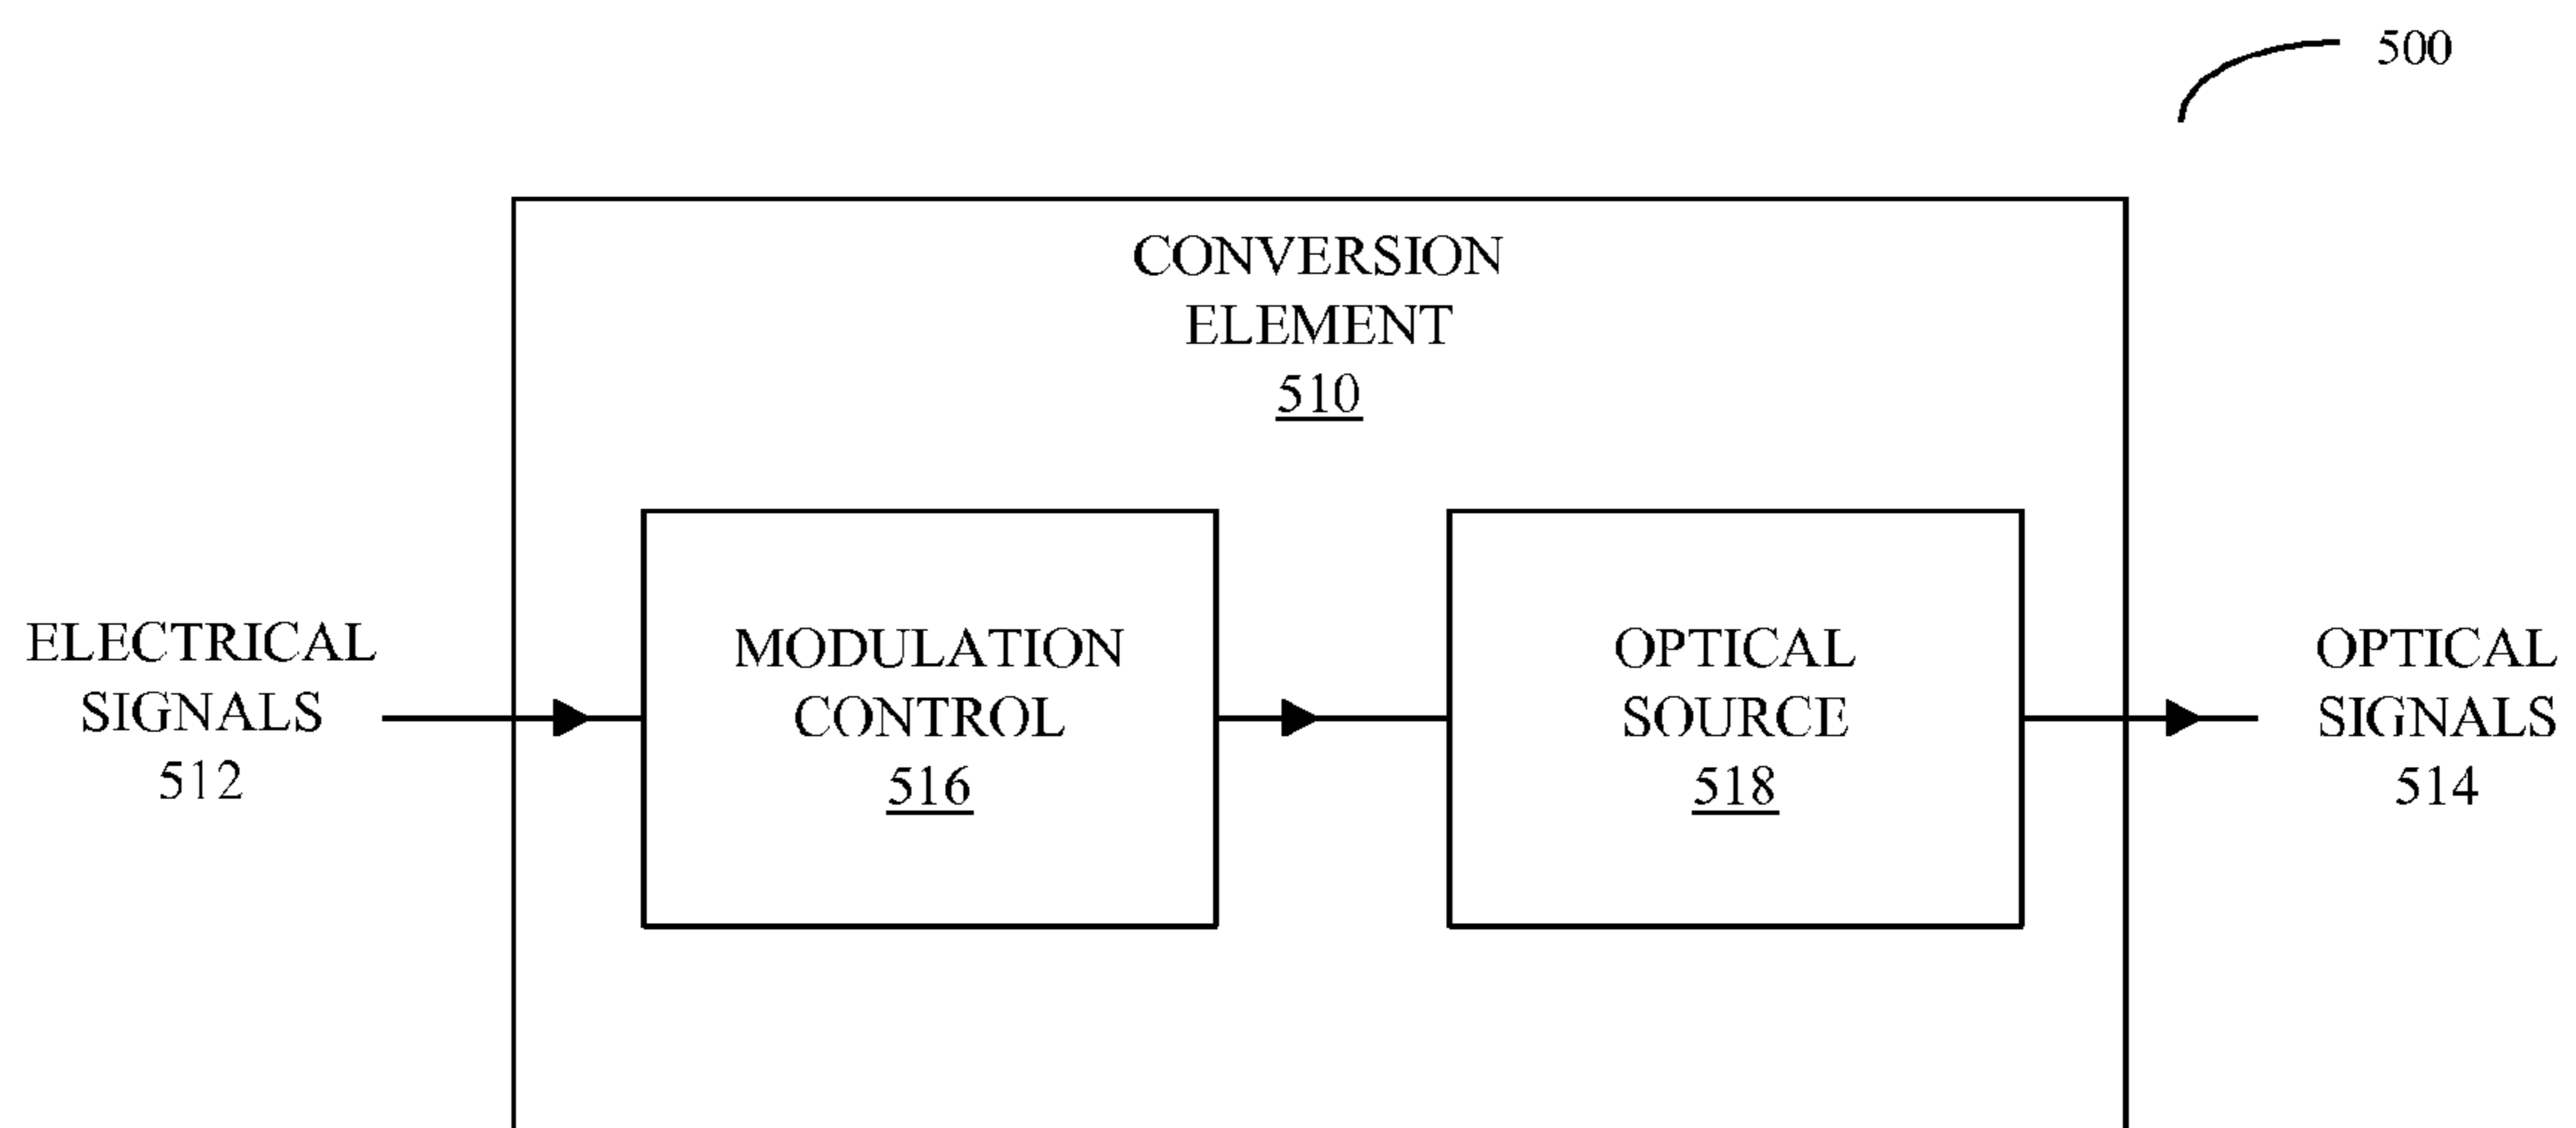 500
CONVERSION
ELEMENT
510
ELECTRICAL
SIGNALS
512
MODULATION
CONTROL
516
OPTICAL
SOURCE
518
OPTICAL
SIGNALS
514